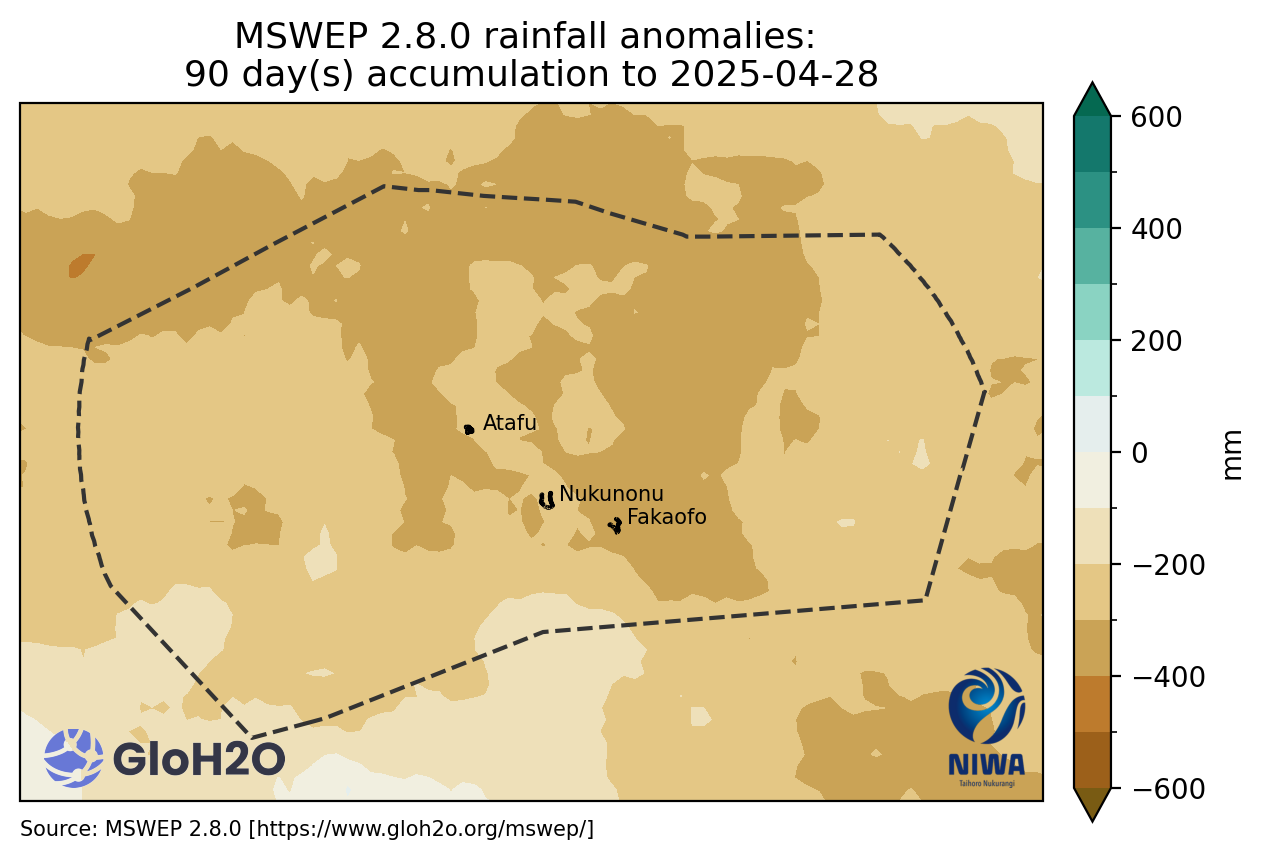 MSWEP 2.8.0 rainfall anomalies:
90 day(s) accumulation to 2025-04-28
600
400
200
0
−200
−400
−600
mm
Atafu
Nukunonu
Fakaofo
GloH2O
NIWA
Taihoro Nukurangi
Source: MSWEP 2.8.0 [https://www.gloh2o.org/mswep/]